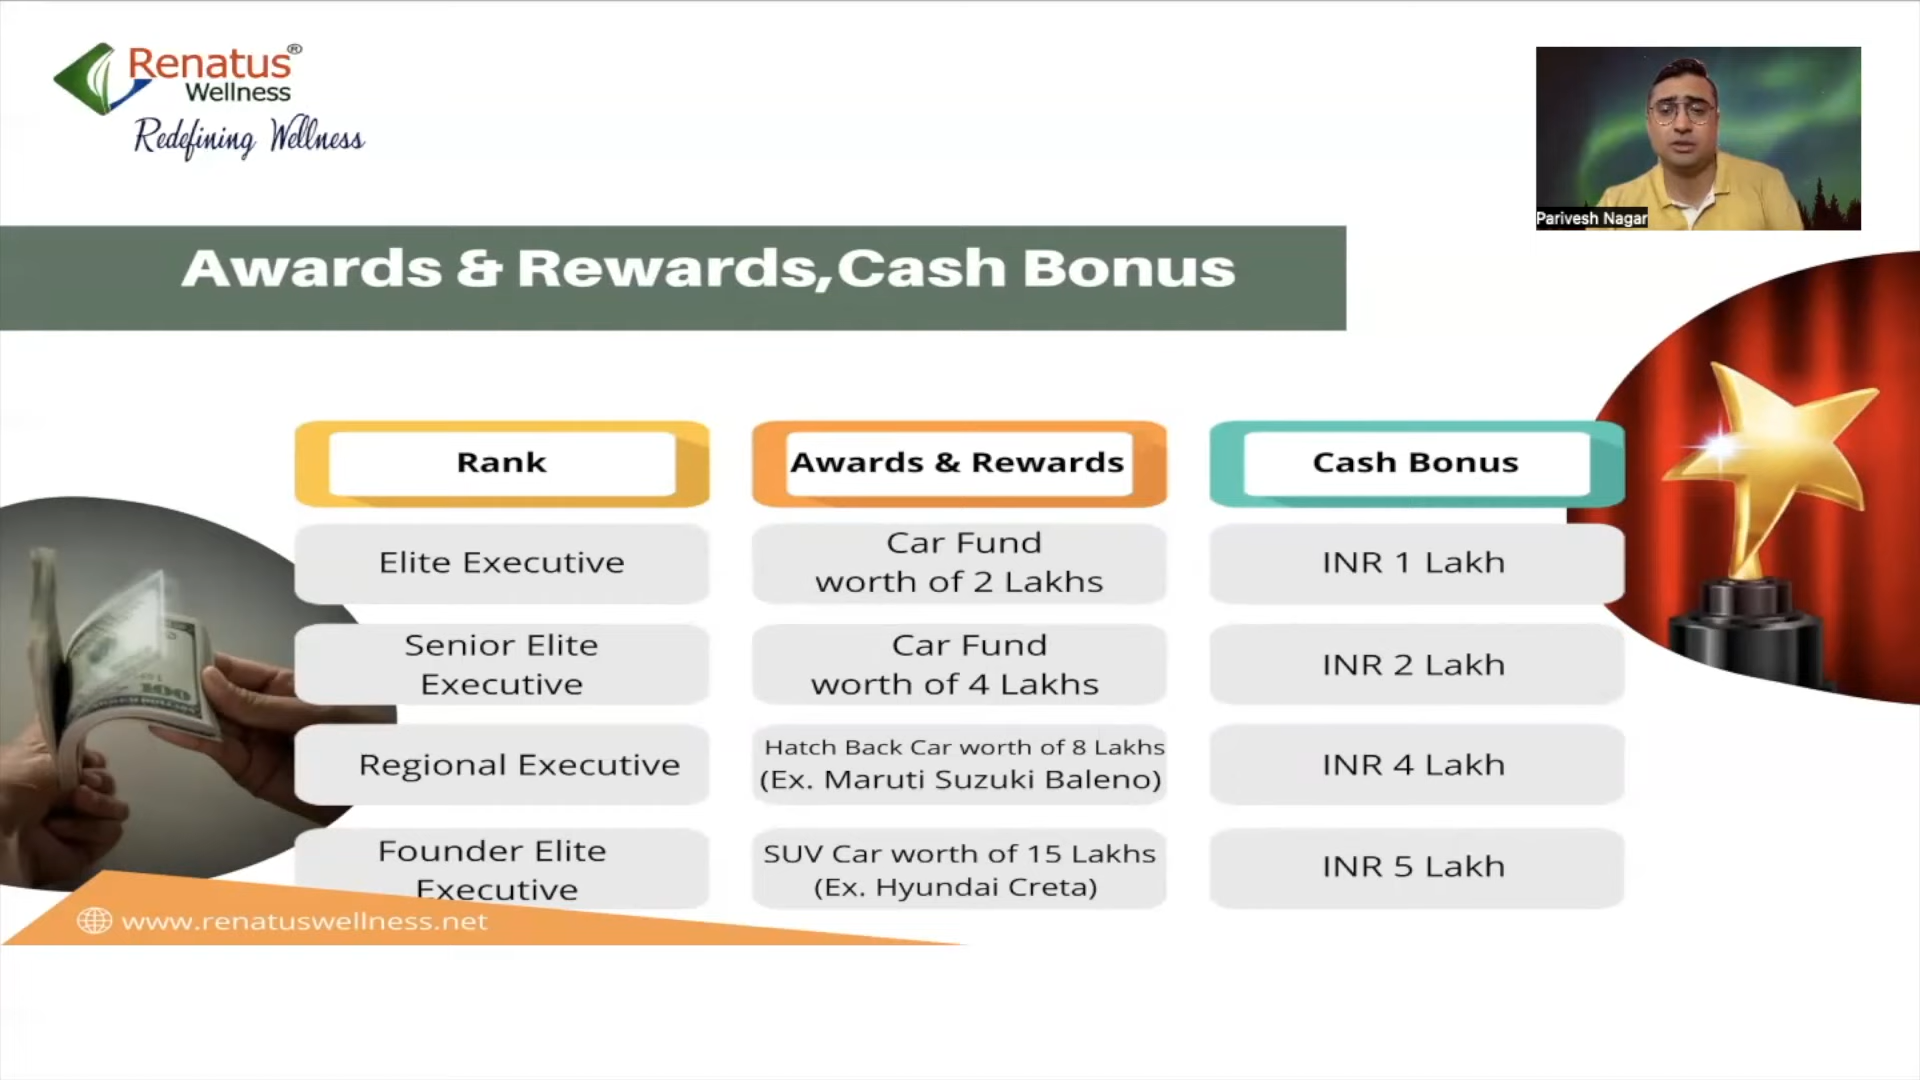 Renatus®
Wellness
Redefining Wellness
Parivesh Nagar
Awards & Rewards,Cash Bonus
Rank
Awards & Rewards
Cash Bonus
Elite Executive
Car Fund
worth of 2 Lakhs
INR 1 Lakh
Senior Elite
Executive
Car Fund
worth of 4 Lakhs
INR 2 Lakh
Regional Executive
Hatch Back Car worth of 8 Lakhs
(Ex. Maruti Suzuki Baleno)
INR 4 Lakh
Founder Elite
Executive
SUV Car worth of 15 Lakhs
(Ex. Hyundai Creta)
INR 5 Lakh
www.renatuswellness.net
100